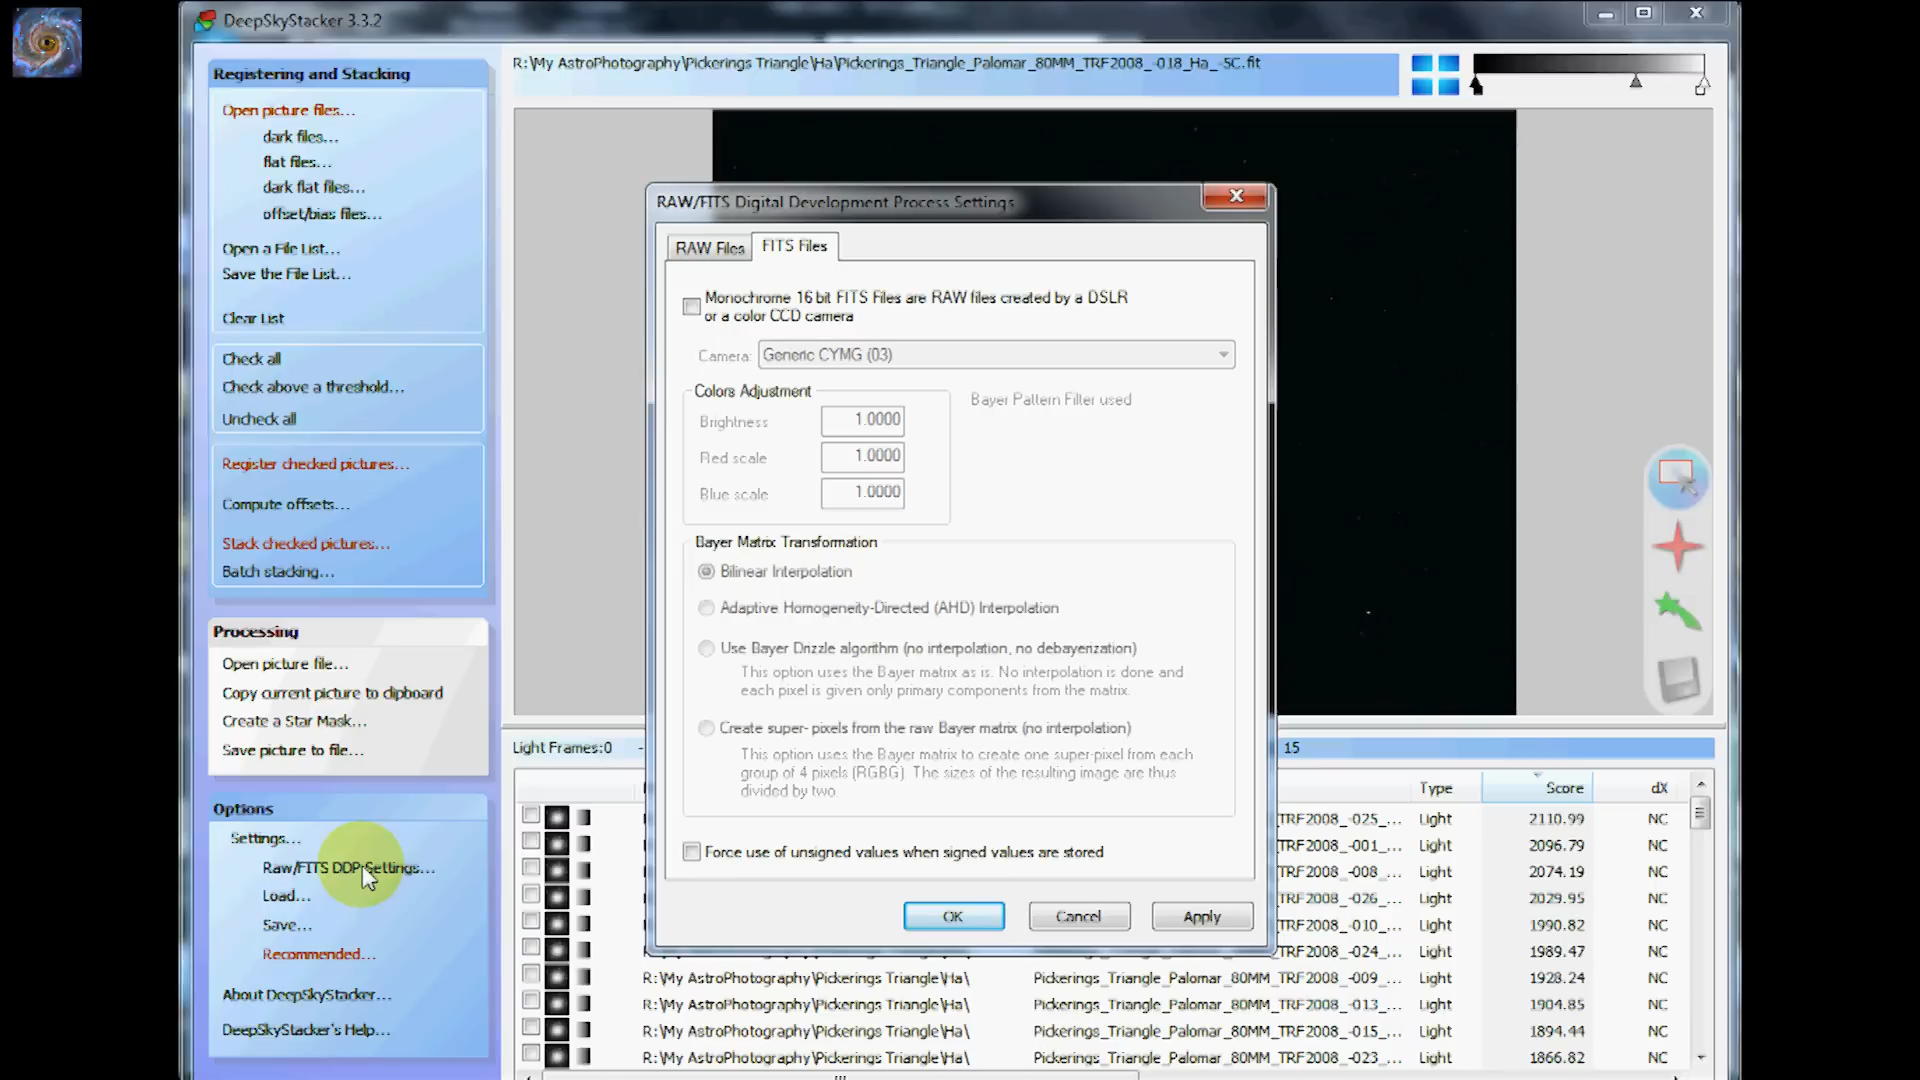 DeepSkyStacker 3.3.2
Registering and Stacking
Open picture files...
dark files...
flat files...
dark flat files...
offset/bias files...
Open a File List...
Save the File List...
Clear List
Check all
Check above a threshold...
Uncheck all
Register checked pictures...
Compute offsets...
Stack checked pictures...
Batch stacking...
Processing
Open picture file...
Copy current picture to clipboard
Create a Star Mask...
Save picture to file...
Options
Settings...
Raw/FITS DDP Settings...
Load...
Save...
Recommended...
About DeepSkyStacker...
DeepSkyStacker's Help...
R:\My AstroPhotography\Pickerings Triangle\Ha\Pickerings_Triangle_Palomar_80MM_TRF2008_-018_Ha_-5C.fit
RAW/FITS Digital Development Process Settings
RAW Files
FITS Files
Monochrome 16 bit FITS Files are RAW files created by a DSLR
or a color CCD camera
Camera: Generic CYMG (03)
Colors Adjustment
Bayer Pattern Filter used
Brightness 1.0000
Red scale 1.0000
Blue scale 1.0000
Bayer Matrix Transformation
Bilinear Interpolation
Adaptive Homogeneity-Directed (AHD) Interpolation
Use Bayer Drizzle algorithm (no interpolation, no debayerization)
This option uses the Bayer matrix as is. No interpolation is done and
each pixel is given only primary components from the matrix.
Create super-pixels from the raw Bayer matrix (no interpolation)
This option uses the Bayer matrix to create one super-pixel from each
group of 4 pixels (RGBG). The sizes of the resulting image are thus
divided by two.
Force use of unsigned values when signed values are stored
OK Cancel Apply
Light Frames:0 - 15
Type Score dX
_TRF2008_-025_... Light 2110.99 NC
_TRF2008_-001_... Light 2096.79 NC
_TRF2008_-008_... Light 2074.19 NC
_TRF2008_-026_... Light 2029.95 NC
_TRF2008_-010_... Light 1990.82 NC
_TRF2008_-024_... Light 1989.47 NC
R:\My AstroPhotography\Pickerings Triangle\Ha\ Pickerings_Triangle_Palomar_80MM_TRF2008_-009_... Light 1928.24 NC
R:\My AstroPhotography\Pickerings Triangle\Ha\ Pickerings_Triangle_Palomar_80MM_TRF2008_-013_... Light 1904.85 NC
R:\My AstroPhotography\Pickerings Triangle\Ha\ Pickerings_Triangle_Palomar_80MM_TRF2008_-015_... Light 1894.44 NC
R:\My AstroPhotography\Pickerings Triangle\Ha\ Pickerings_Triangle_Palomar_80MM_TRF2008_-023_... Light 1866.82 NC